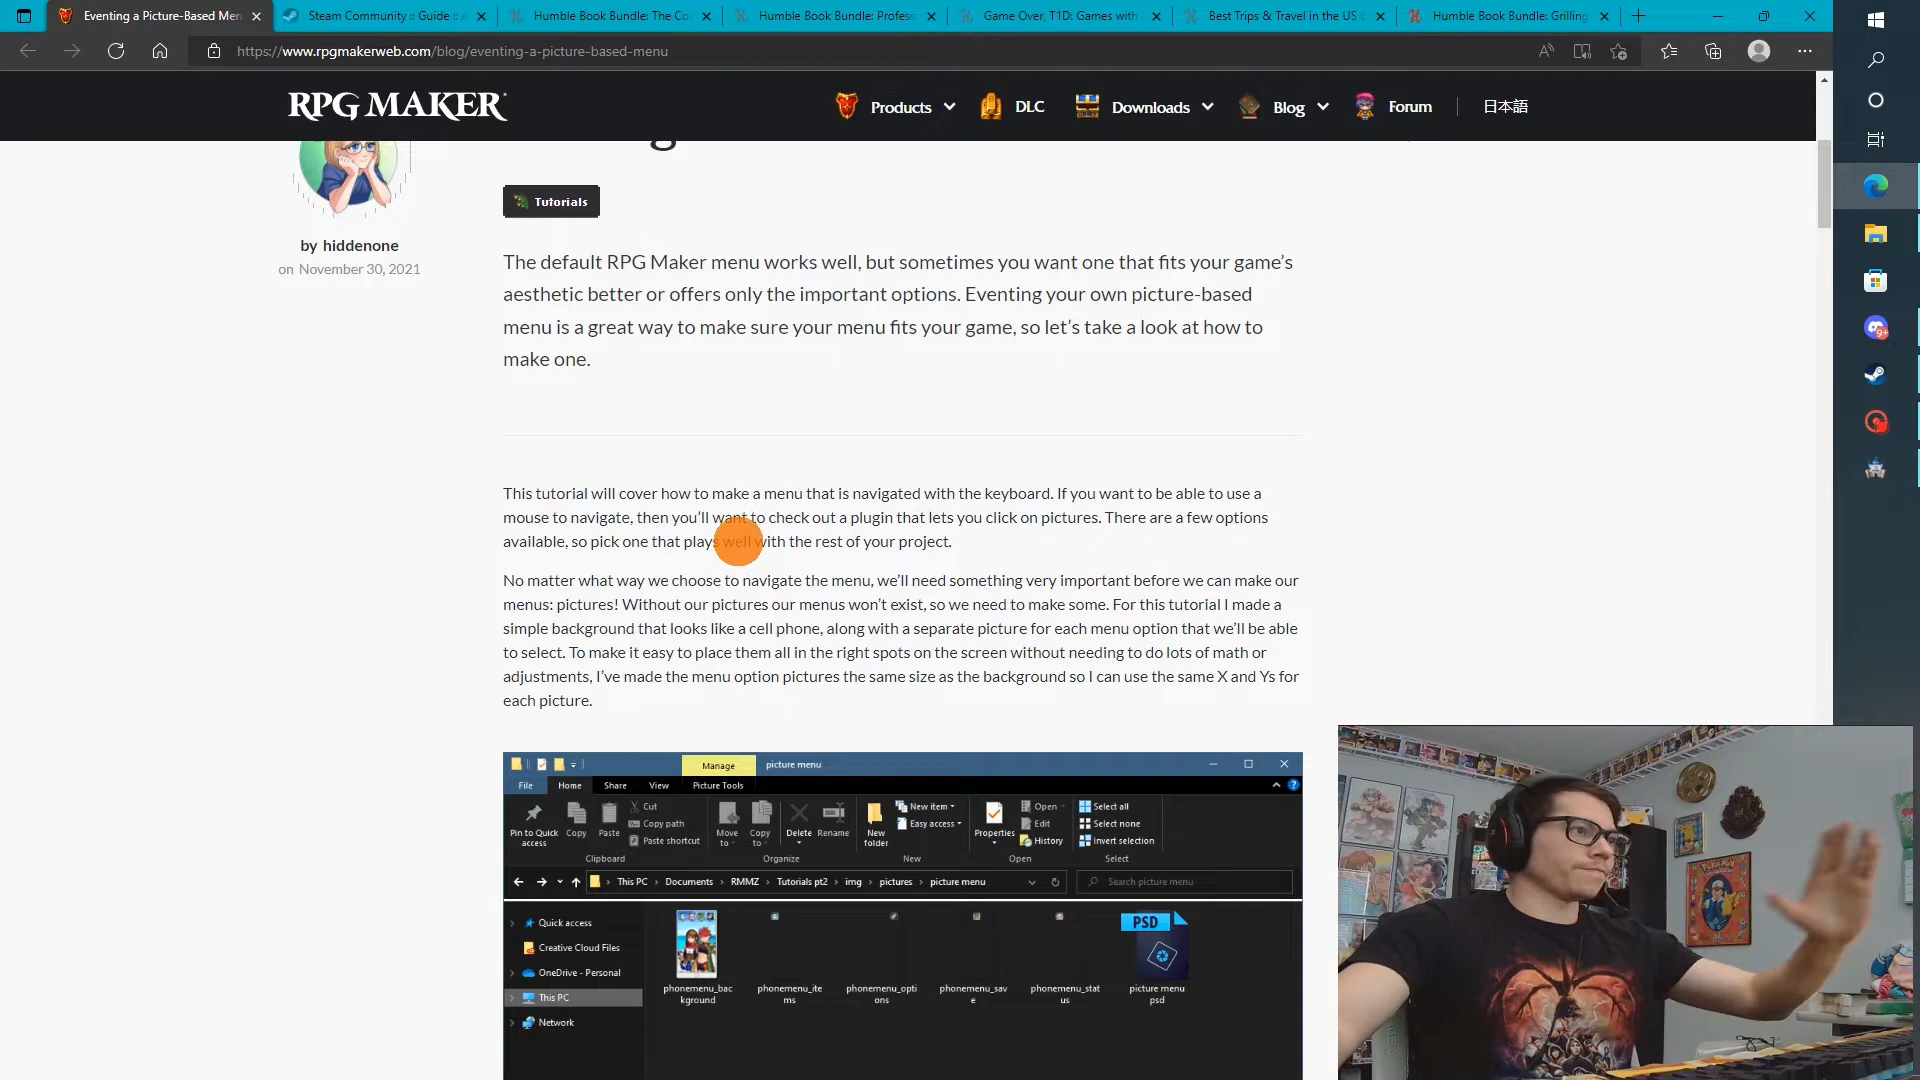 Eventing a Picture-Based Men
Steam Community :: Guide ::
Humble Book Bundle: The Co
Humble Book Bundle: Profess
Game Over, T1D: Games with
Best Trips & Travel in the US
Humble Book Bundle: Grilling
https://www.rpgmakerweb.com/blog/eventing-a-picture-based-menu
RPG MAKER
Products
DLC
Downloads
Blog
Forum
日本語
Tutorials
by hiddenone
on November 30, 2021
The default RPG Maker menu works well, but sometimes you want one that fits your game’s
aesthetic better or offers only the important options. Eventing your own picture-based
menu is a great way to make sure your menu fits your game, so let’s take a look at how to
make one.
This tutorial will cover how to make a menu that is navigated with the keyboard. If you want to be able to use a
mouse to navigate, then you’ll want to check out a plugin that lets you click on pictures. There are a few options
available, so pick one that plays well with the rest of your project.
No matter what way we choose to navigate the menu, we’ll need something very important before we can make our
menus: pictures! Without our pictures our menus won’t exist, so we need to make some. For this tutorial I made a
simple background that looks like a cell phone, along with a separate picture for each menu option that we’ll be able
to select. To make it easy to place them all in the right spots on the screen without needing to do lots of math or
adjustments, I’ve made the menu option pictures the same size as the background so I can use the same X and Ys for
each picture.
Manage
picture menu
File
Home
Share
View
Picture Tools
Pin to Quick
access
Copy
Paste
Cut
Copy path
Paste shortcut
Clipboard
Move
to
Copy
to
Delete
Rename
Organize
New
folder
New item
Easy access
New
Properties
Open
Edit
History
Open
Select all
Select none
Invert selection
Select
This PC
Documents
RMMZ
Tutorials pt2
img
pictures
picture menu
Search picture menu
Quick access
Creative Cloud Files
OneDrive - Personal
This PC
Network
phonemenu_bac
kground
phonemenu_ite
ms
phonemenu_opti
ons
phonemenu_sav
e
phonemenu_stat
us
PSD
picture menu
psd
9+